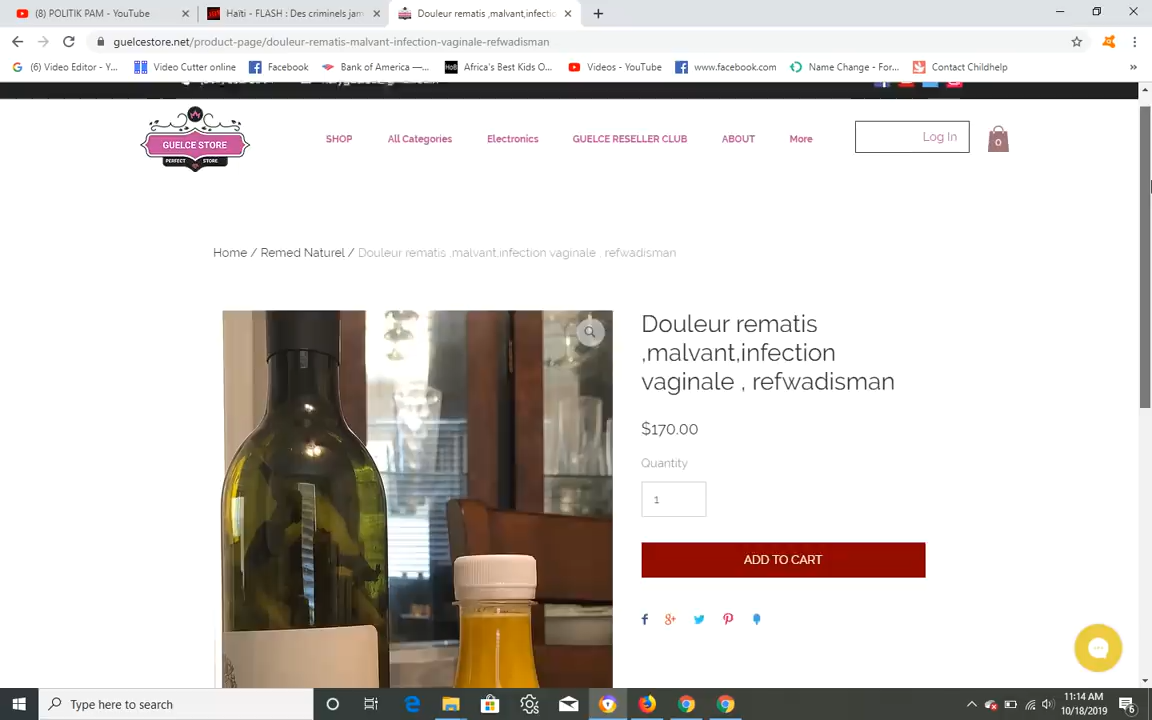 (8) POLITIK PAM - YouTube
Haïti - FLASH : Des criminels jam
Douleur rematis ,malvant,infectio
guelcestore.net/product-page/douleur-rematis-malvant-infection-vaginale-refwadisman
(6) Video Editor - Y...
Video Cutter online
Facebook
Bank of America —...
HoB
Africa's Best Kids O...
Videos - YouTube
www.facebook.com
Name Change - For...
Contact Childhelp
GUELCE STORE
PERFECT STORE
SHOP
All Categories
Electronics
GUELCE RESELLER CLUB
ABOUT
More
Log In
0
Home / Remed Naturel / Douleur rematis ,malvant,infection vaginale , refwadisman
Douleur rematis
,malvant,infection
vaginale , refwadisman
$170.00
Quantity
1
ADD TO CART
Type here to search
11:14 AM
10/18/2019
6